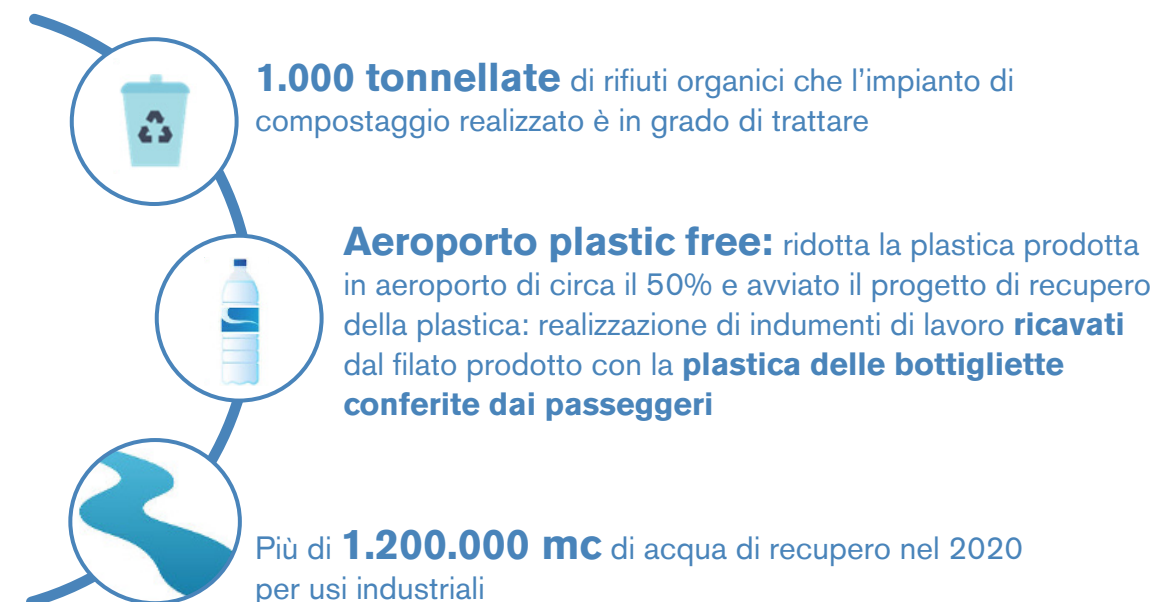 1.000 tonnellate di rifiuti organici che l'impianto di
compostaggio realizzato è in grado di trattare
Aeroporto plastic free: ridotta la plastica prodotta
in aeroporto di circa il 50% e avviato il progetto di recupero
della plastica: realizzazione di indumenti di lavoro ricavati
dal filato prodotto con la plastica delle bottigliette
conferite dai passeggeri
Più di 1.200.000 mc di acqua di recupero nel 2020
per usi industriali